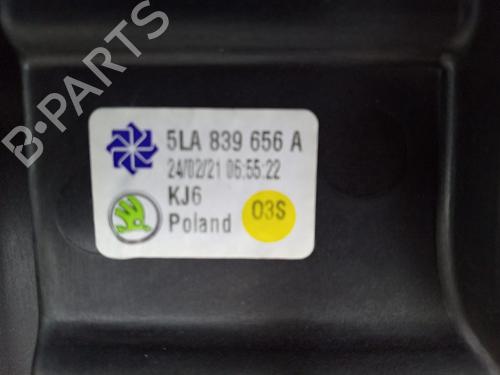 5LA 839 656 A
24/02/21 06:55:22
KJ6
Poland
03S
B-PARTS